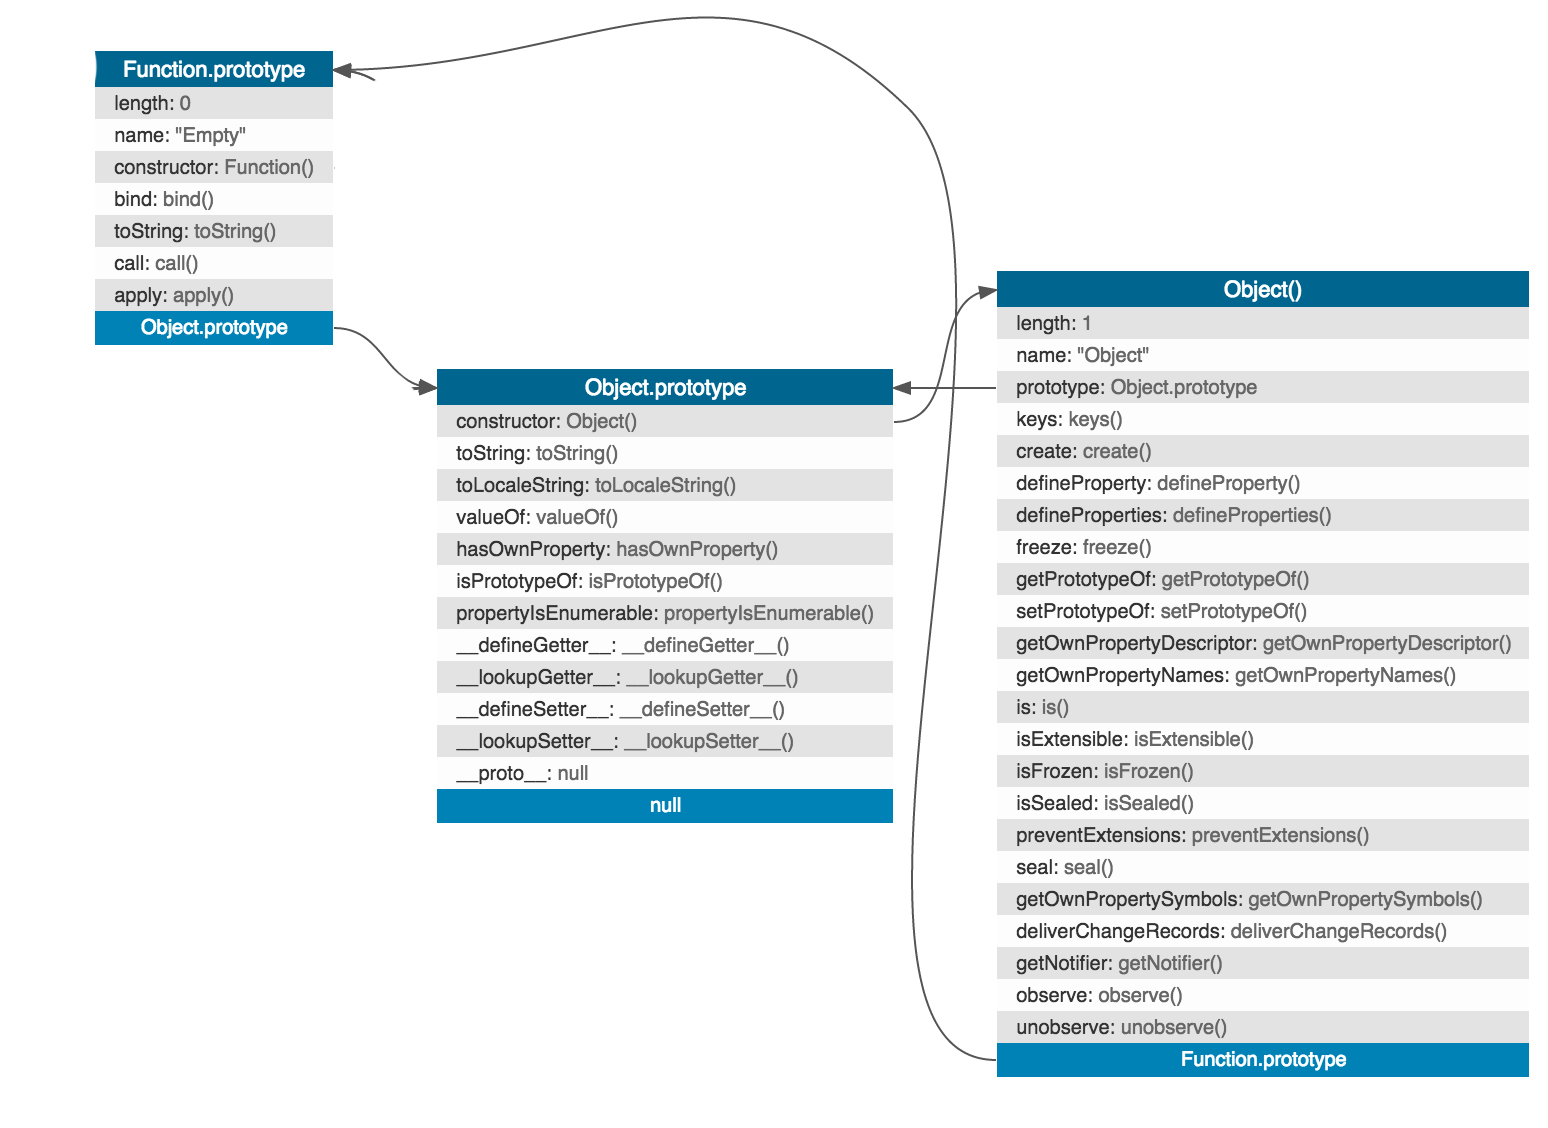 Function.prototype
length: 0
name: "Empty"
constructor: Function()
bind: bind()
toString: toString()
call: call()
apply: apply()
Object.prototype
Object.prototype
constructor: Object()
toString: toString()
toLocaleString: toLocaleString()
valueOf: valueOf()
hasOwnProperty: hasOwnProperty()
isPrototypeOf: isPrototypeOf()
propertyIsEnumerable: propertyIsEnumerable()
__defineGetter__: __defineGetter__()
__lookupGetter__: __lookupGetter__()
__defineSetter__: __defineSetter__()
__lookupSetter__: __lookupSetter__()
__proto__: null
null
Object()
length: 1
name: "Object"
prototype: Object.prototype
keys: keys()
create: create()
defineProperty: defineProperty()
defineProperties: defineProperties()
freeze: freeze()
getPrototypeOf: getPrototypeOf()
setPrototypeOf: setPrototypeOf()
getOwnPropertyDescriptor: getOwnPropertyDescriptor()
getOwnPropertyNames: getOwnPropertyNames()
is: is()
isExtensible: isExtensible()
isFrozen: isFrozen()
isSealed: isSealed()
preventExtensions: preventExtensions()
seal: seal()
getOwnPropertySymbols: getOwnPropertySymbols()
deliverChangeRecords: deliverChangeRecords()
getNotifier: getNotifier()
observe: observe()
unobserve: unobserve()
Function.prototype